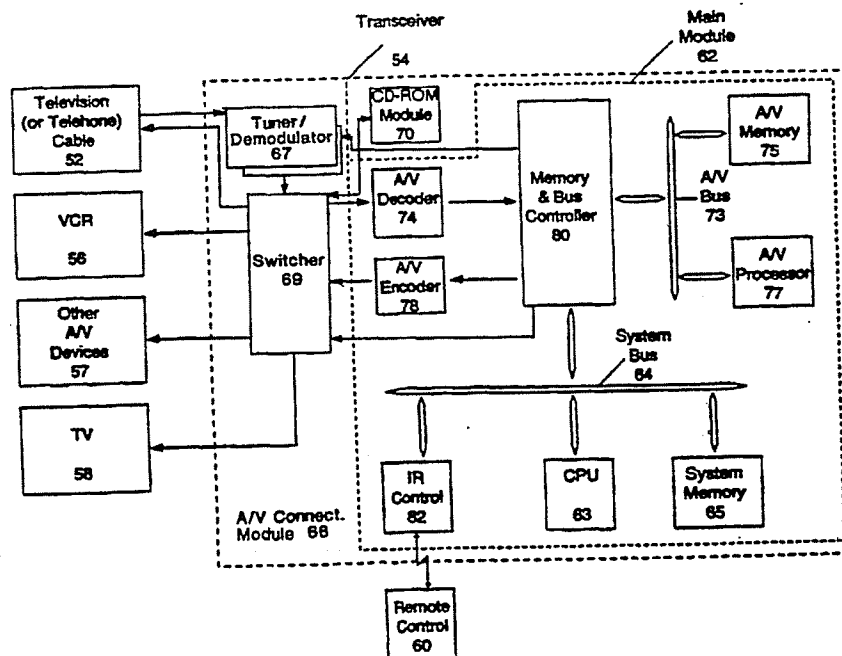 Transceiver
54
Main
Module
62
Television
(or Telehone)
Cable
52
Tuner/
Demodulator
67
CD-ROM
Module
70
A/V
Memory
75
VCR
56
A/V
Decoder
74
Memory
& Bus
Controller
80
A/V
Bus
73
Switcher
69
A/V
Encoder
78
A/V
Processor
77
Other
A/V
Devices
57
System
Bus
64
TV
58
IR
Control
82
CPU
63
System
Memory
65
A/V Connect.
Module 66
Remote
Control
60